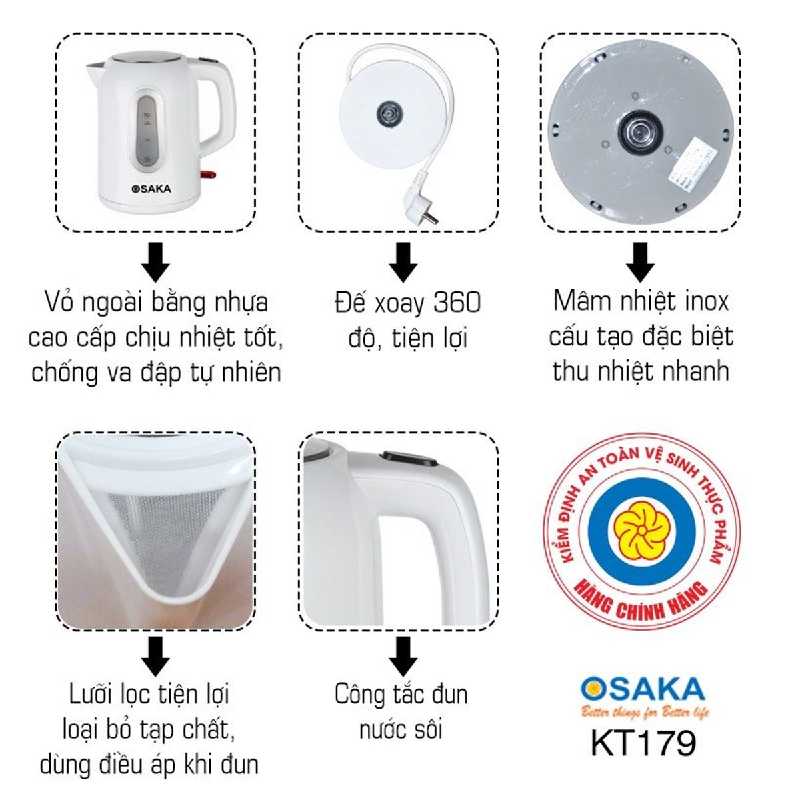 OSAKA
Vỏ ngoài bằng nhựa
cao cấp chịu nhiệt tốt,
chống va đập tự nhiên
Đế xoay 360
độ, tiện lợi
Mâm nhiệt inox
cấu tạo đặc biệt
thu nhiệt nhanh
KIỂM ĐỊNH AN TOÀN VỆ SINH THỰC PHẨM
HÀNG CHÍNH HÃNG
Lưỡi lọc tiện lợi
loại bỏ tạp chất,
dùng điều áp khi đun
Công tắc đun
nước sôi
OSAKA
Better things for Better life
KT179